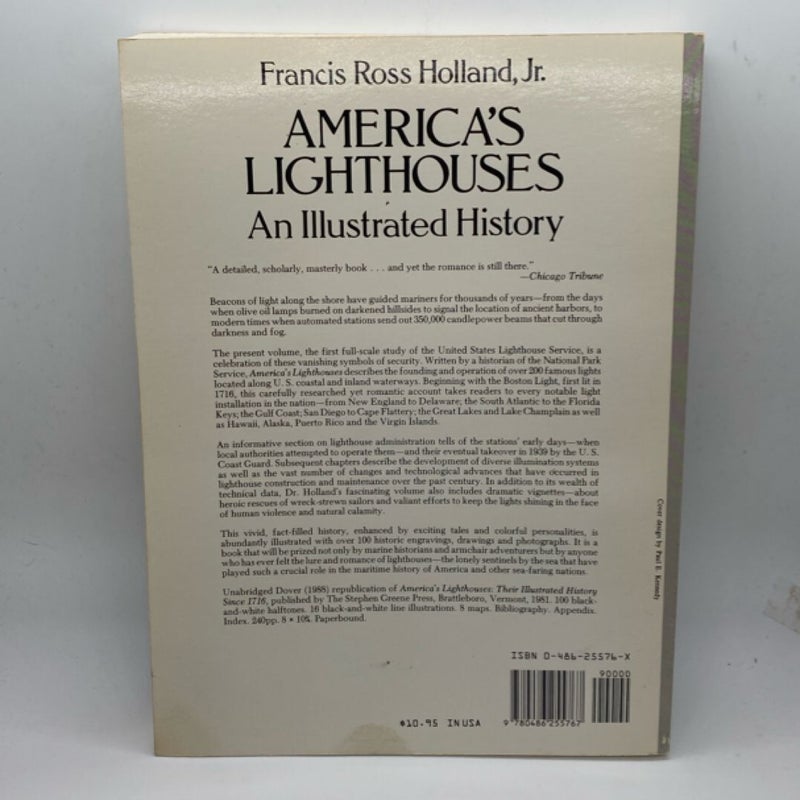 Francis Ross Holland, Jr.
AMERICA'S
LIGHTHOUSES
An Illustrated History
"A detailed, scholarly, masterly book . . . and yet the romance is still there."
—Chicago Tribune
Beacons of light along the shore have guided mariners for thousands of years—from the days
when olive oil lamps burned on darkened hillsides to signal the location of ancient harbors, to
modern times when automated stations send out 350,000 candlepower beams that cut through
darkness and fog.
The present volume, the first full-scale study of the United States Lighthouse Service, is a
celebration of these vanishing symbols of security. Written by a historian of the National Park
Service, America's Lighthouses describes the founding and operation of over 200 famous lights
located along U. S. coastal and inland waterways. Beginning with the Boston Light, first lit in
1716, this carefully researched yet romantic account takes readers to every notable light
installation in the nation—from New England to Delaware; the South Atlantic to the Florida
Keys; the Gulf Coast; San Diego to Cape Flattery; the Great Lakes and Lake Champlain as well
as Hawaii, Alaska, Puerto Rico and the Virgin Islands.
An informative section on lighthouse administration tells of the stations' early days—when
local authorities attempted to operate them—and their eventual takeover in 1939 by the U. S.
Coast Guard. Subsequent chapters describe the development of diverse illumination systems
as well as the vast number of changes and technological advances that have occurred in
lighthouse construction and maintenance over the past century. In addition to its wealth of
technical data, Dr. Holland's fascinating volume also includes dramatic vignettes—about
heroic rescues of wreck-strewn sailors and valiant efforts to keep the lights shining in the face
of human violence and natural calamity.
This vivid, fact-filled history, enhanced by exciting tales and colorful personalities, is
abundantly illustrated with over 100 historic engravings, drawings and photographs. It is a
book that will be prized not only by marine historians and armchair adventurers but by anyone
who has ever felt the lure and romance of lighthouses—the lonely sentinels by the sea that have
played such a crucial role in the maritime history of America and other sea-faring nations.
Unabridged Dover (1988) republication of America's Lighthouses: Their Illustrated History
Since 1716, published by The Stephen Greene Press, Brattleboro, Vermont, 1981. 100 black-
and-white halftones. 16 black-and-white line illustrations. 8 maps. Bibliography. Appendix.
Index. 240pp. 8 × 10¾. Paperbound.
Cover design by Paul E. Kennedy
ISBN 0-486-25576-X
90000
$10.95 IN USA
9 780486 255767